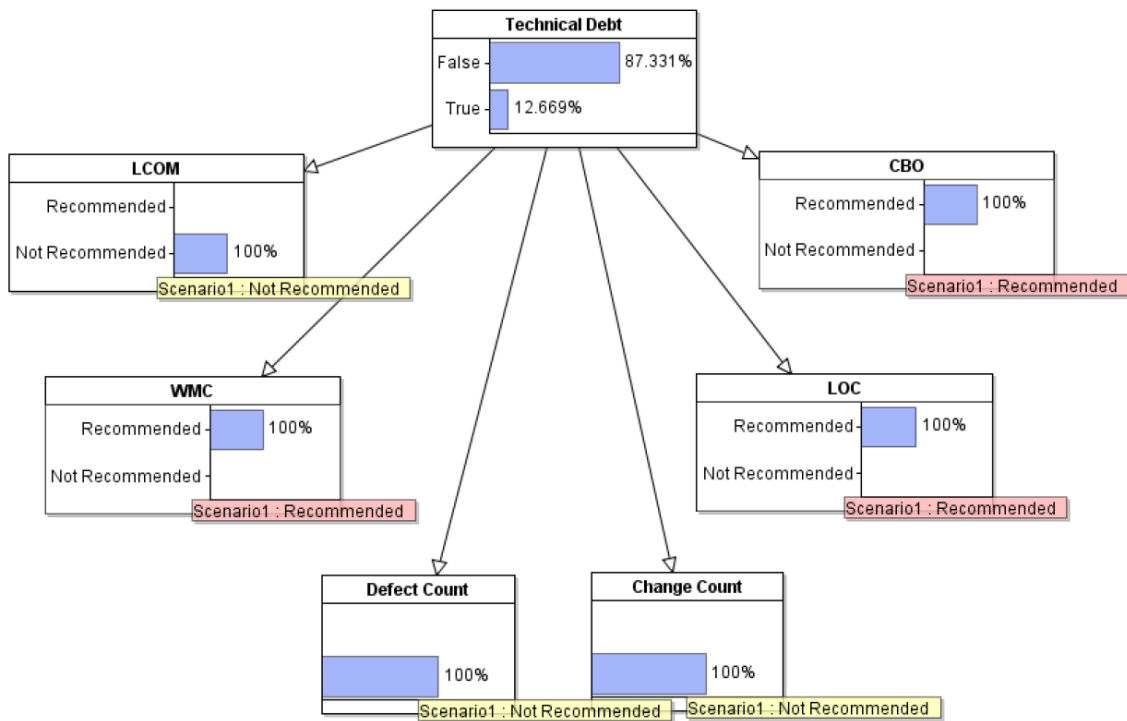 Technical Debt
False
87.331%
True
12.669%
LCOM
Recommended
Not Recommended
100%
Scenario1 : Not Recommended
CBO
Recommended
100%
Not Recommended
Scenario1 : Recommended
WMC
Recommended
100%
Not Recommended
Scenario1 : Recommended
LOC
Recommended
100%
Not Recommended
Scenario1 : Recommended
Defect Count
100%
Scenario1 : Not Recommended
Change Count
100%
Scenario1 : Not Recommended